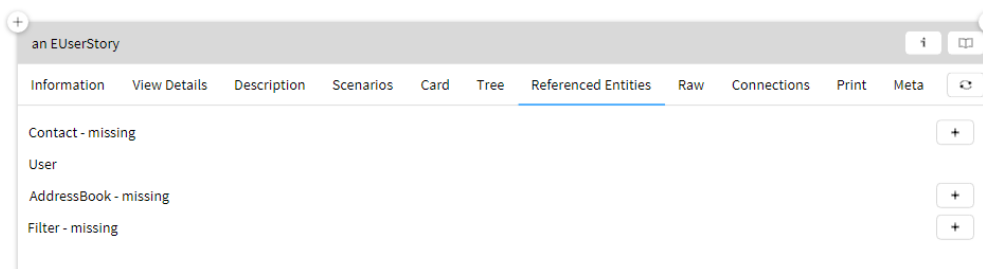 an EUserStory
Information View Details Description Scenarios Card Tree Referenced Entities Raw Connections Print Meta
Contact - missing
User
AddressBook - missing
Filter - missing